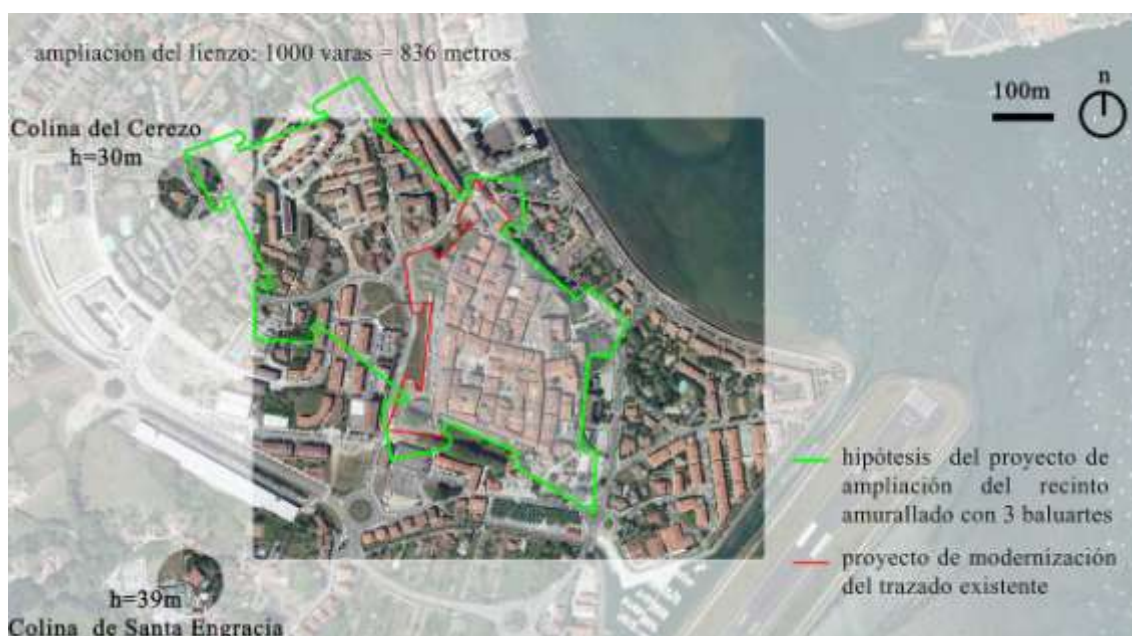 ampliación del lienzo: 1000 varas = 836 metros
100m
n
Colina del Cerezo
h=30m
hipótesis del proyecto de
ampliación del recinto
amurallado con 3 baluartes
proyecto de modernización
del trazado existente
h=39m
Colina de Santa Engracia